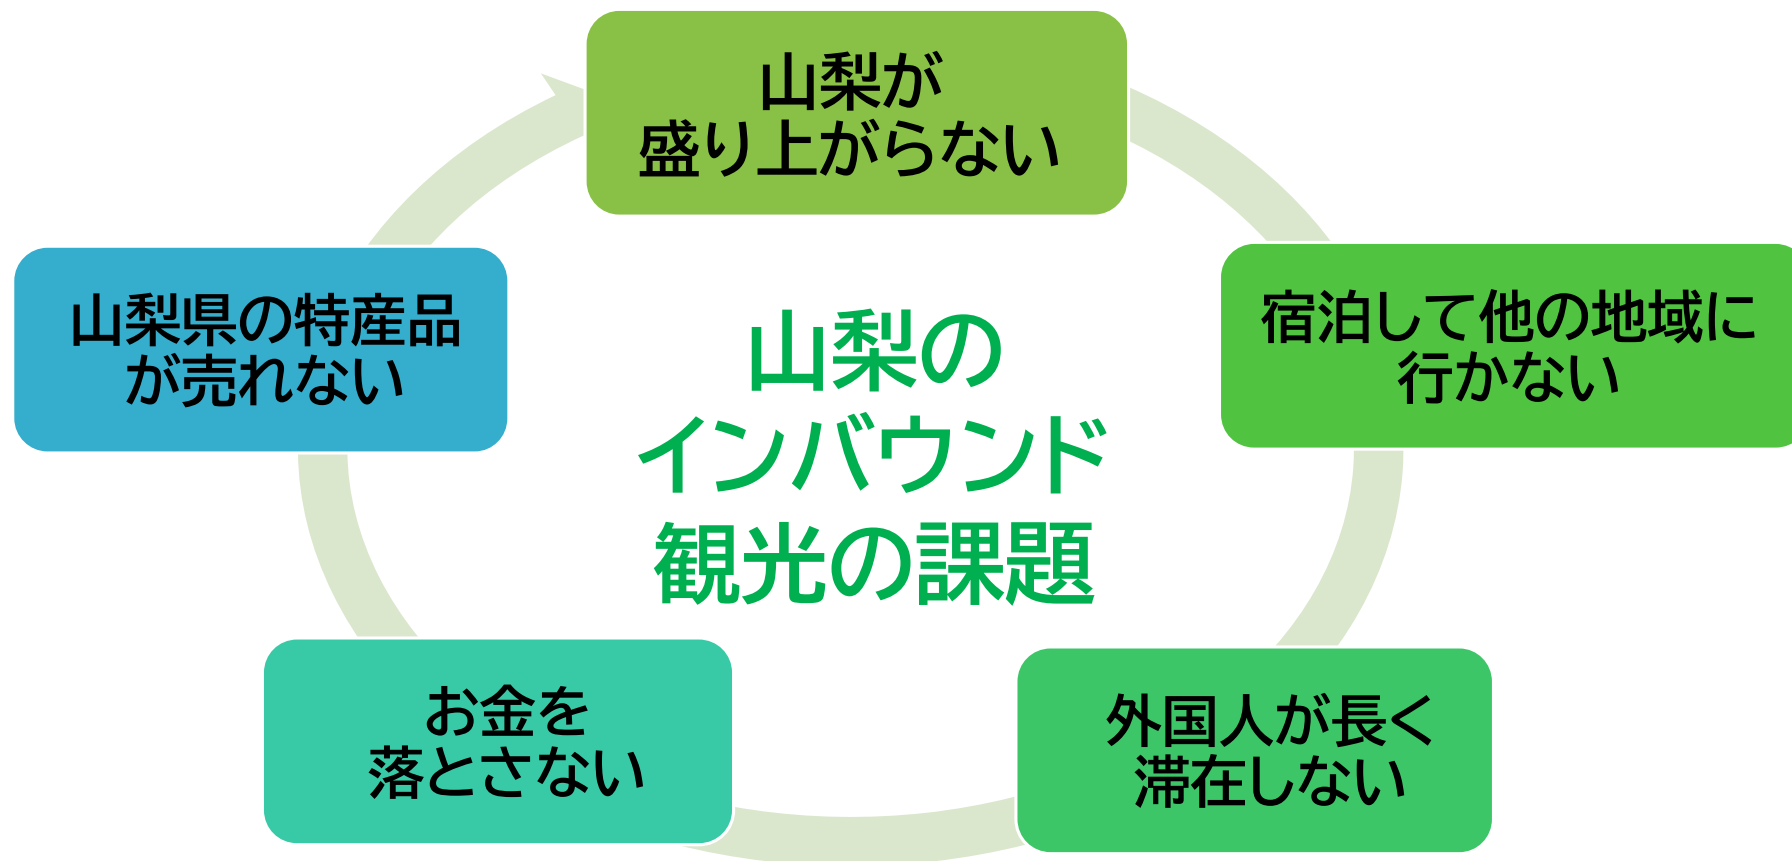 山梨が
盛り上がらない
宿泊して他の地域に
行かない
外国人が長く
滞在しない
お金を
落とさない
山梨県の特産品
が売れない
山梨の
インバウンド
観光の課題